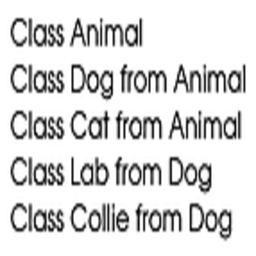 Class Animal
Class Dog from Animal
Class Cat from Animal
Class Lab from Dog
Class Collie from Dog